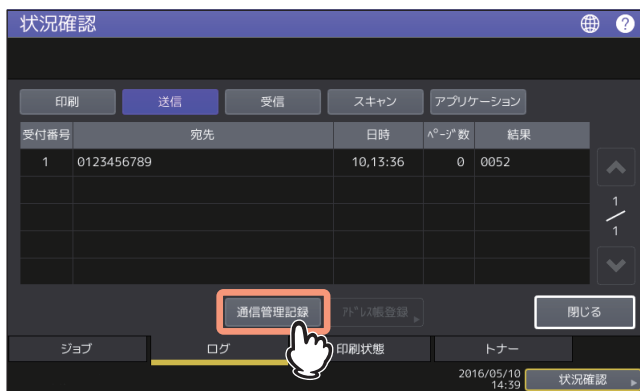 状況確認
?
印刷 送信 受信 スキャン アプリケーション
受付番号 宛先 日時 ﾍﾟｰｼﾞ数 結果
1 0123456789 10,13:36 0 0052
1
1
通信管理記録 ｱﾄﾞﾚｽ帳登録 閉じる
ジョブ ログ 印刷状態 トナー
2016/05/10
14:39
状況確認